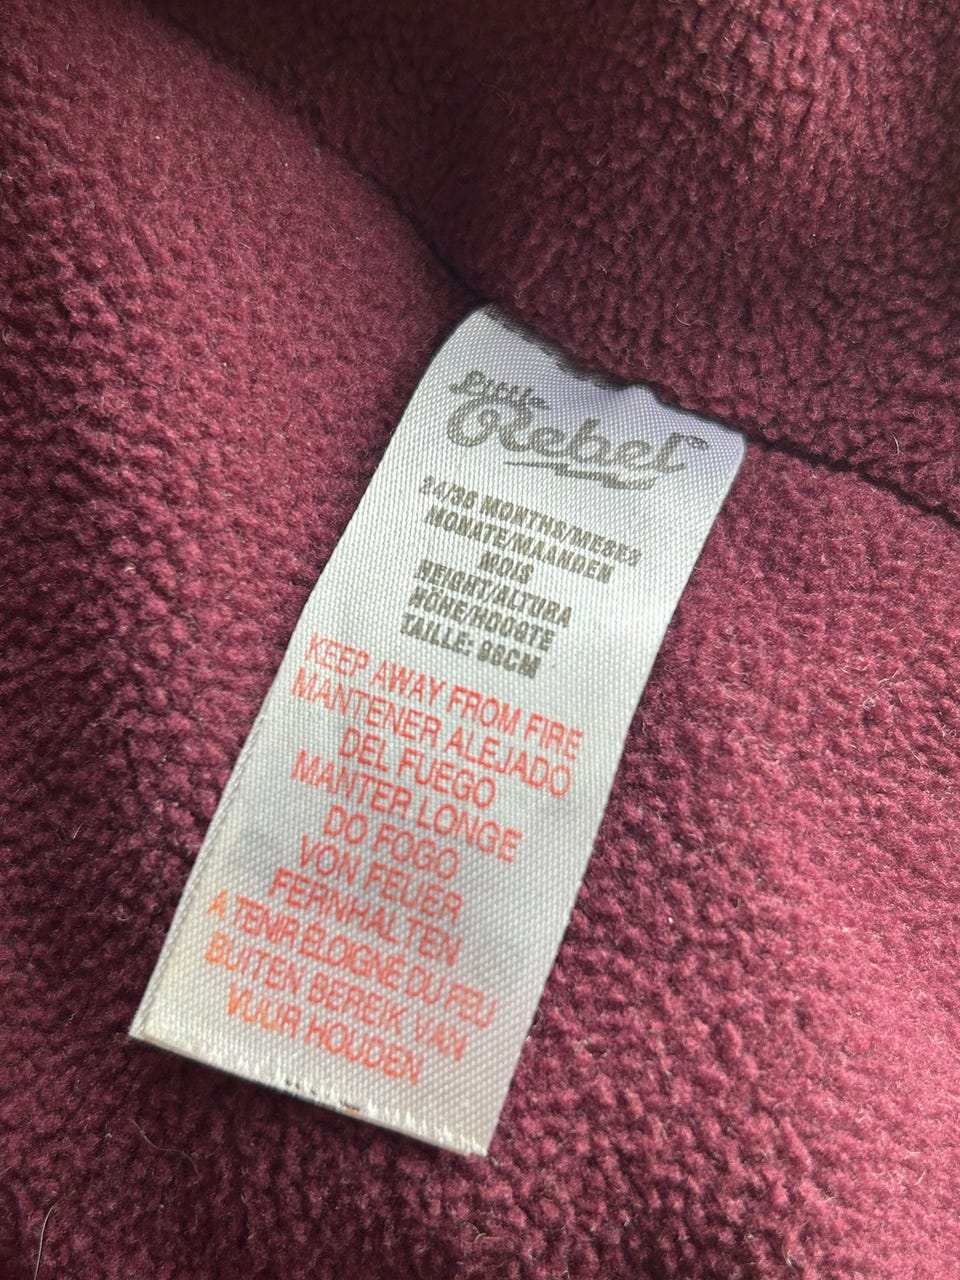 Little
Rebel
24/36 MONTHS/MESES
MONATE/MAANDEN
MOIS
HEIGHT/ALTURA
HÖHE/HOOGTE
TAILLE: 98CM
KEEP AWAY FROM FIRE
MANTENER ALEJADO
DEL FUEGO
MANTER LONGE
DO FOGO
VON FEUER
FERNHALTEN
A TENIR ÉLOIGNÉ DU FEU
BUITEN BEREIK VAN
VUUR HOUDEN